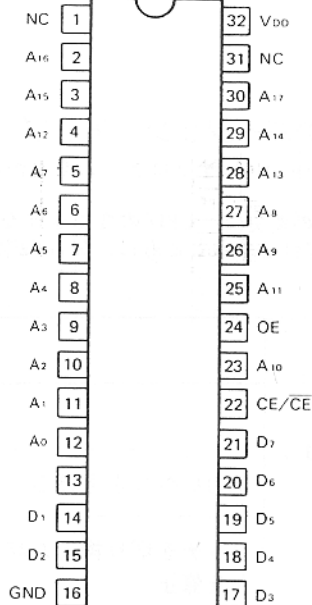 NC 1 32 VDD
A16 2 31 NC
A15 3 30 A17
A12 4 29 A14
A7 5 28 A13
A6 6 27 A8
A5 7 26 A9
A4 8 25 A11
A3 9 24 OE
A2 10 23 A10
A1 11 22 CE/CE
A0 12 21 D7
13 20 D6
D1 14 19 D5
D2 15 18 D4
GND 16 17 D3